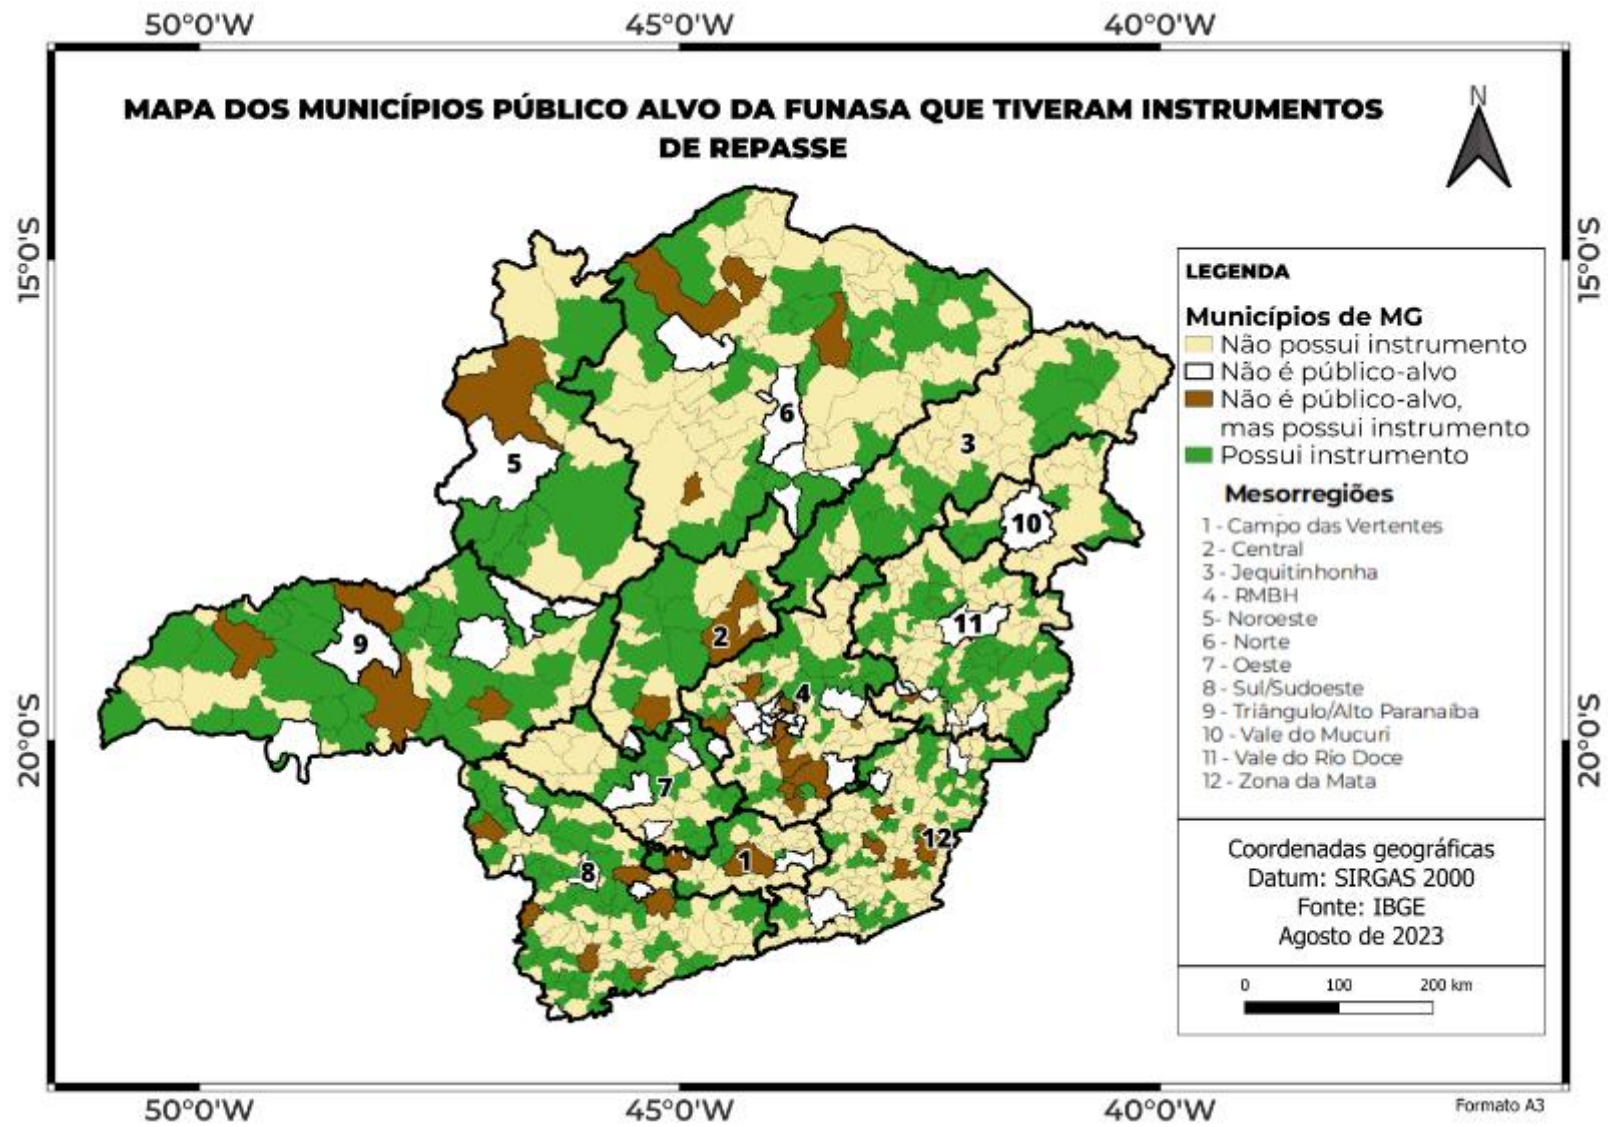 50°0'W 45°0'W 40°0'W
MAPA DOS MUNICÍPIOS PÚBLICO ALVO DA FUNASA QUE TIVERAM INSTRUMENTOS
DE REPASSE
N
15°0'S
15°0'S
20°0'S
20°0'S
LEGENDA
Municípios de MG
Não possui instrumento
Não é público-alvo
Não é público-alvo,
mas possui instrumento
Possui instrumento
Mesorregiões
1 - Campo das Vertentes
2 - Central
3 - Jequitinhonha
4 - RMBH
5- Noroeste
6 - Norte
7 - Oeste
8 - Sul/Sudoeste
9 - Triângulo/Alto Paranaíba
10 - Vale do Mucuri
11 - Vale do Rio Doce
12 - Zona da Mata
6
3
5
10
11
2
9
4
7
12
1
8
Coordenadas geográficas
Datum: SIRGAS 2000
Fonte: IBGE
Agosto de 2023
0 100 200 km
50°0'W 45°0'W 40°0'W
Formato A3